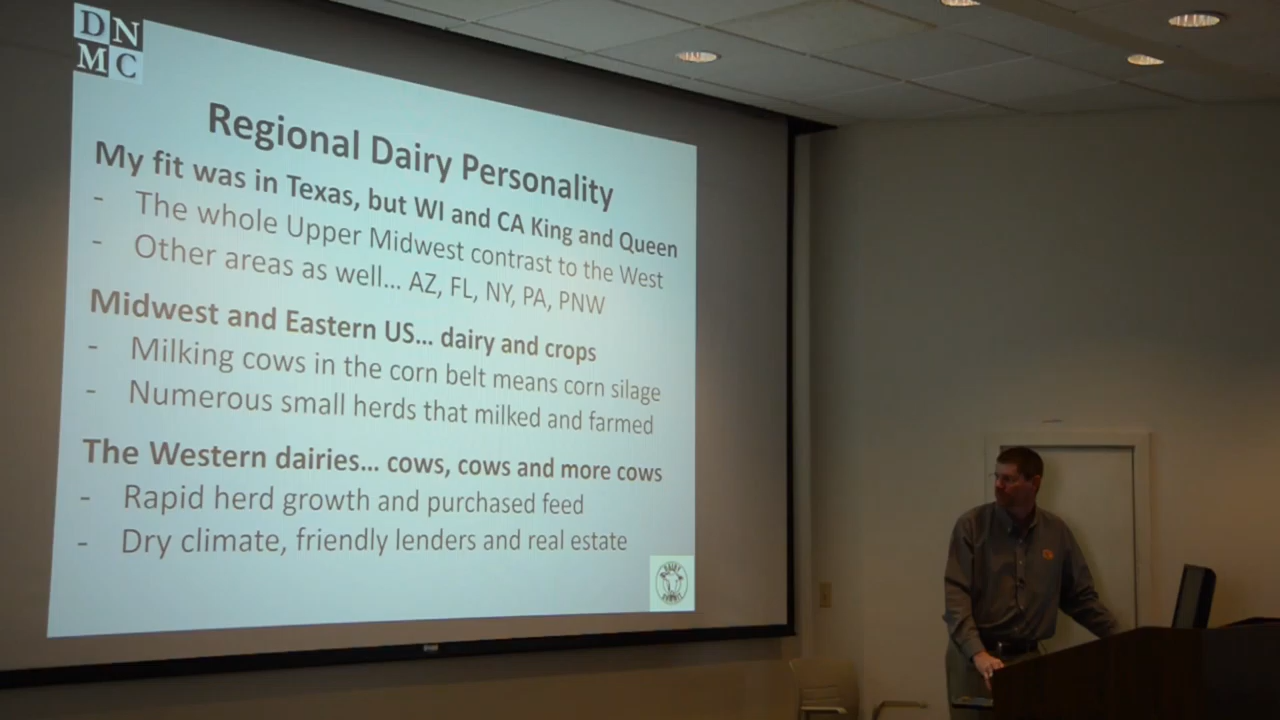 DN
MC
Regional Dairy Personality
My fit was in Texas, but WI and CA King and Queen
- The whole Upper Midwest contrast to the West
- Other areas as well... AZ, FL, NY, PA, PNW
Midwest and Eastern US... dairy and crops
- Milking cows in the corn belt means corn silage
- Numerous small herds that milked and farmed
The Western dairies... cows, cows and more cows
- Rapid herd growth and purchased feed
- Dry climate, friendly lenders and real estate
DAIRY